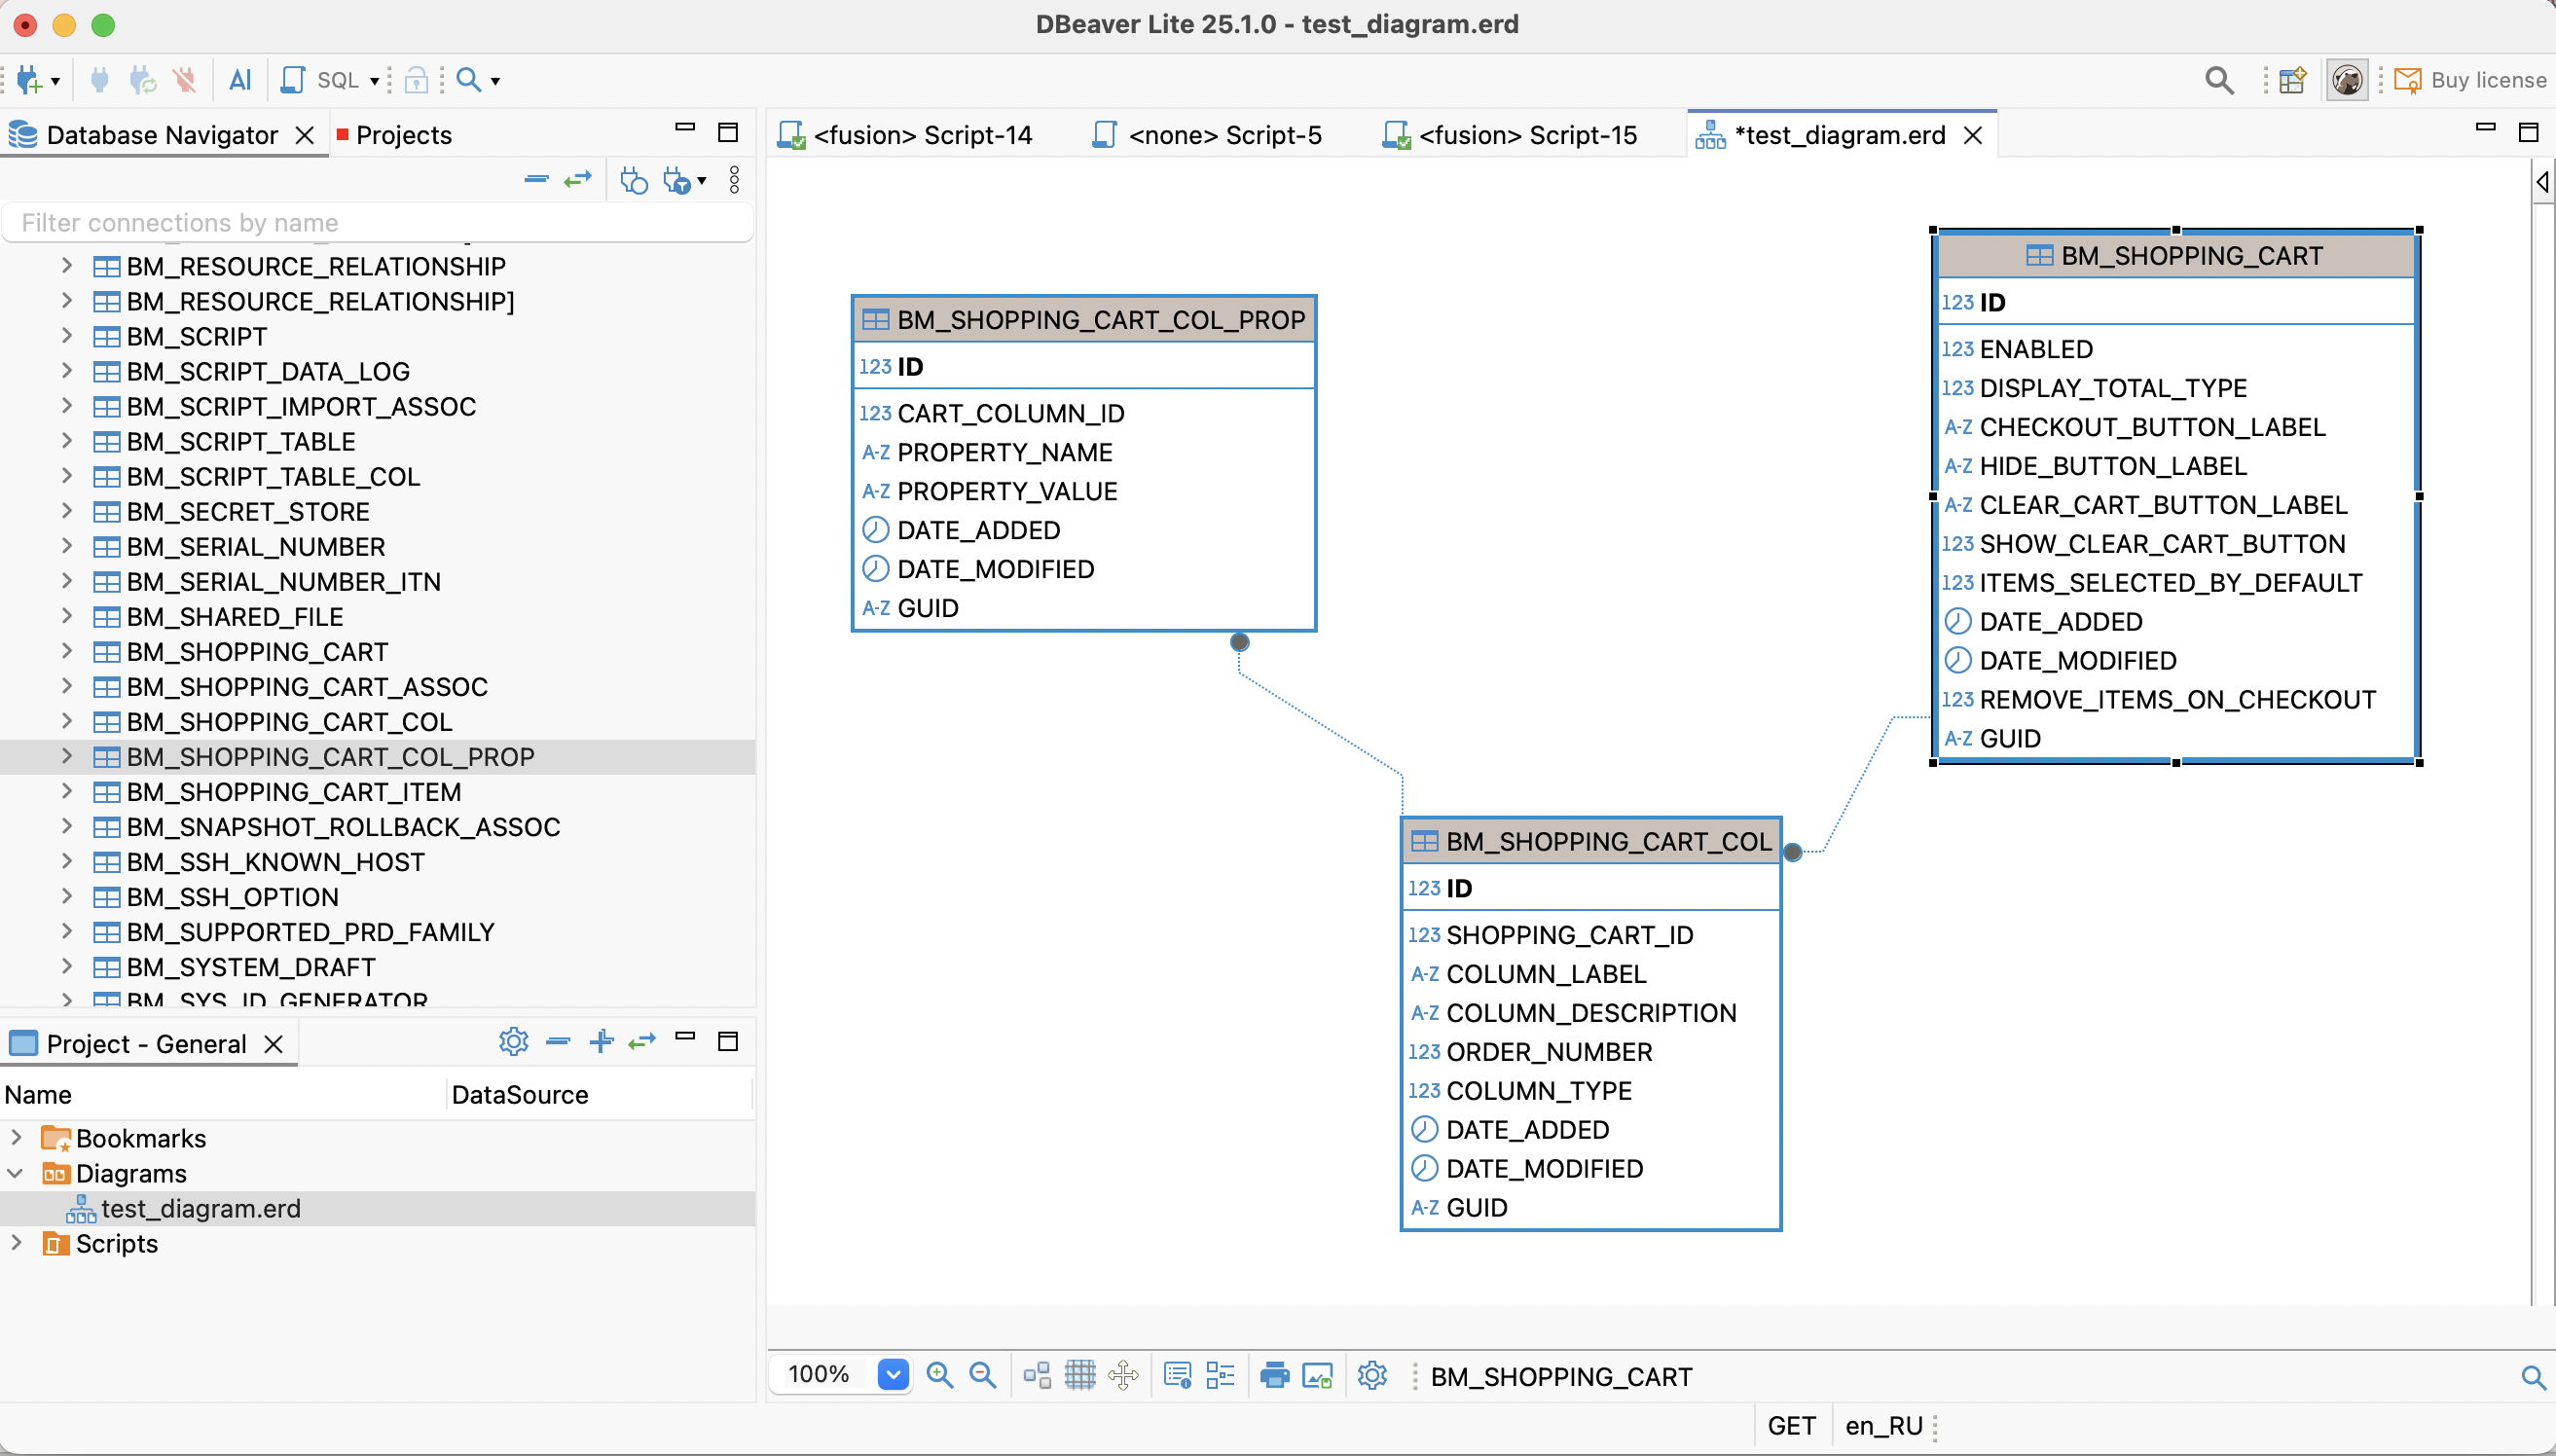 DBeaver Lite 25.1.0 - test_diagram.erd
AI
SQL
Buy license
Database Navigator
Projects
<fusion> Script-14
<none> Script-5
<fusion> Script-15
*test_diagram.erd
Filter connections by name
BM_RESOURCE_RELATIONSHIP
BM_RESOURCE_RELATIONSHIP]
BM_SCRIPT
BM_SCRIPT_DATA_LOG
BM_SCRIPT_IMPORT_ASSOC
BM_SCRIPT_TABLE
BM_SCRIPT_TABLE_COL
BM_SECRET_STORE
BM_SERIAL_NUMBER
BM_SERIAL_NUMBER_ITN
BM_SHARED_FILE
BM_SHOPPING_CART
BM_SHOPPING_CART_ASSOC
BM_SHOPPING_CART_COL
BM_SHOPPING_CART_COL_PROP
BM_SHOPPING_CART_ITEM
BM_SNAPSHOT_ROLLBACK_ASSOC
BM_SSH_KNOWN_HOST
BM_SSH_OPTION
BM_SUPPORTED_PRD_FAMILY
BM_SYSTEM_DRAFT
BM_SYS_ID_GENERATOR
Project - General
Name DataSource
Bookmarks
Diagrams
test_diagram.erd
Scripts
BM_SHOPPING_CART_COL_PROP
123 ID
123 CART_COLUMN_ID
A-Z PROPERTY_NAME
A-Z PROPERTY_VALUE
DATE_ADDED
DATE_MODIFIED
A-Z GUID
BM_SHOPPING_CART
123 ID
123 ENABLED
123 DISPLAY_TOTAL_TYPE
A-Z CHECKOUT_BUTTON_LABEL
A-Z HIDE_BUTTON_LABEL
A-Z CLEAR_CART_BUTTON_LABEL
123 SHOW_CLEAR_CART_BUTTON
123 ITEMS_SELECTED_BY_DEFAULT
DATE_ADDED
DATE_MODIFIED
123 REMOVE_ITEMS_ON_CHECKOUT
A-Z GUID
BM_SHOPPING_CART_COL
123 ID
123 SHOPPING_CART_ID
A-Z COLUMN_LABEL
A-Z COLUMN_DESCRIPTION
123 ORDER_NUMBER
123 COLUMN_TYPE
DATE_ADDED
DATE_MODIFIED
A-Z GUID
100%
BM_SHOPPING_CART
GET
en_RU